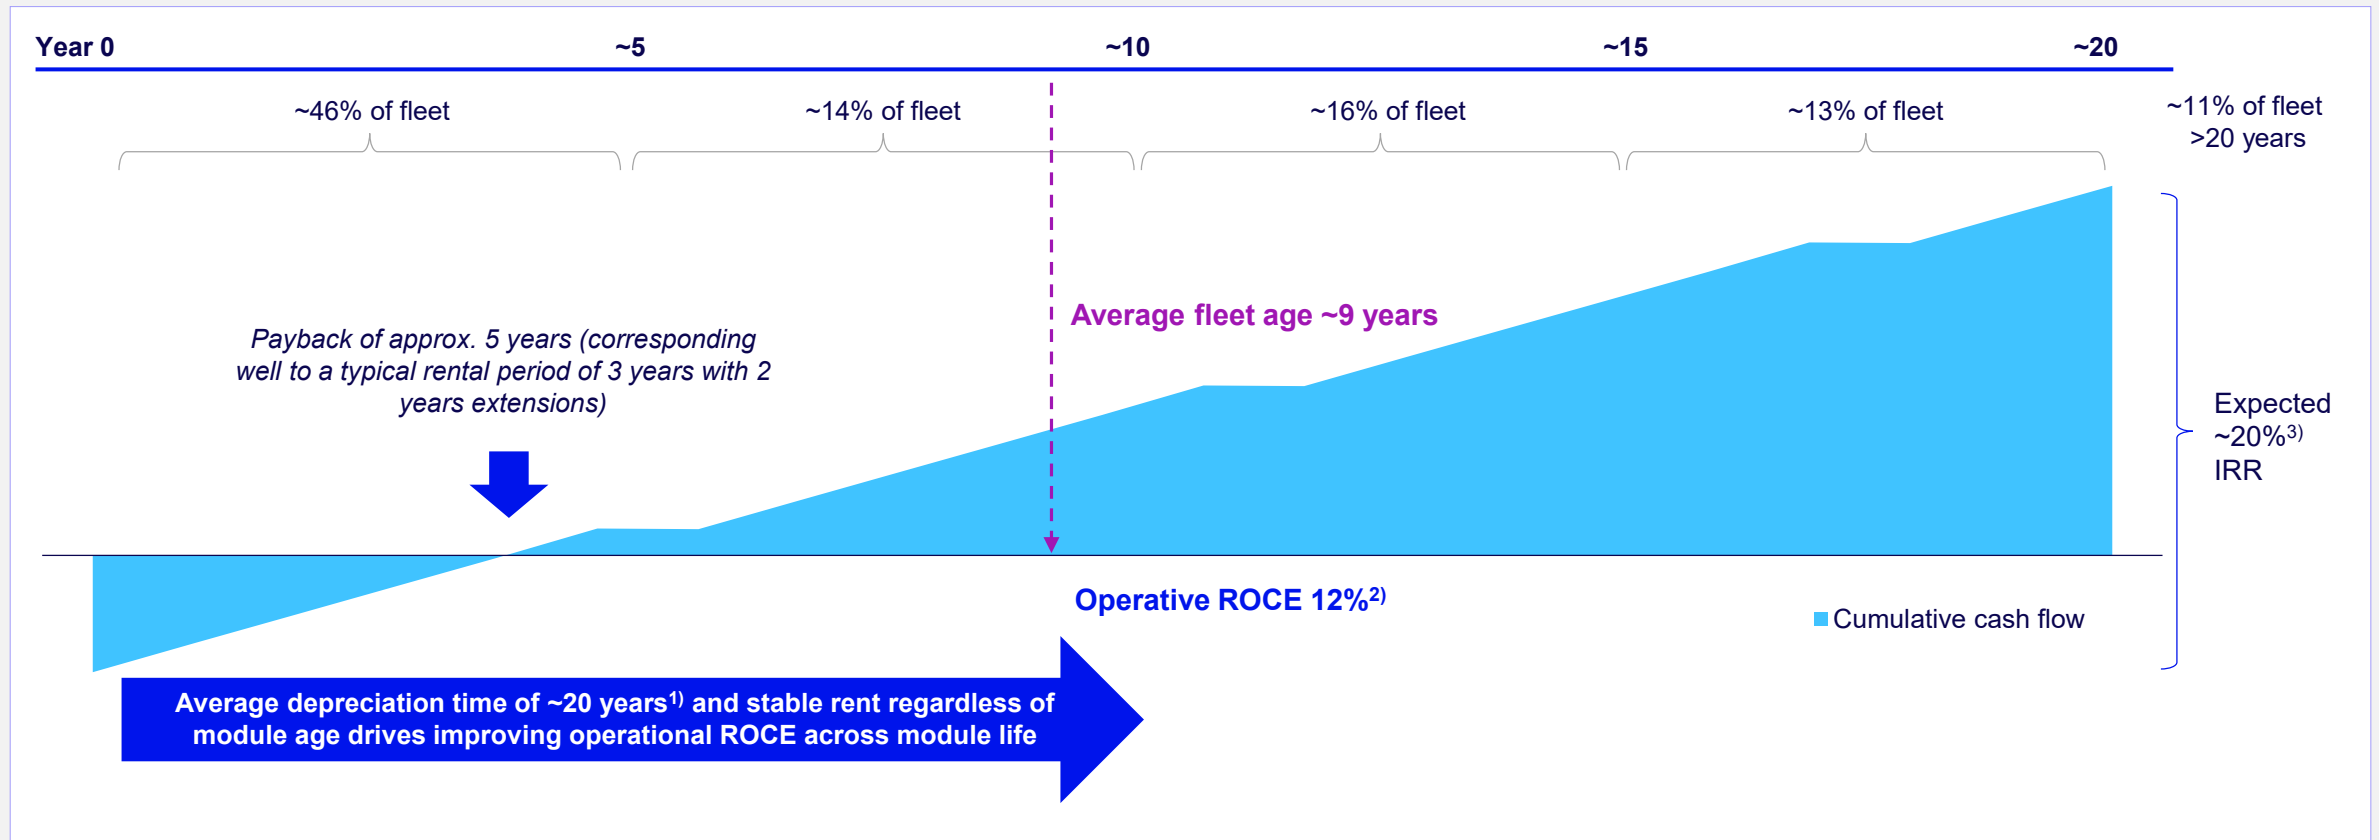 Year 0 ~5 ~10 ~15 ~20
~46% of fleet ~14% of fleet ~16% of fleet ~13% of fleet ~11% of fleet
>20 years
Average fleet age ~9 years
Payback of approx. 5 years (corresponding
well to a typical rental period of 3 years with 2
years extensions)
Expected
~20%3)
IRR
Operative ROCE 12%2)
Cumulative cash flow
Average depreciation time of ~20 years1) and stable rent regardless of
module age drives improving operational ROCE across module life